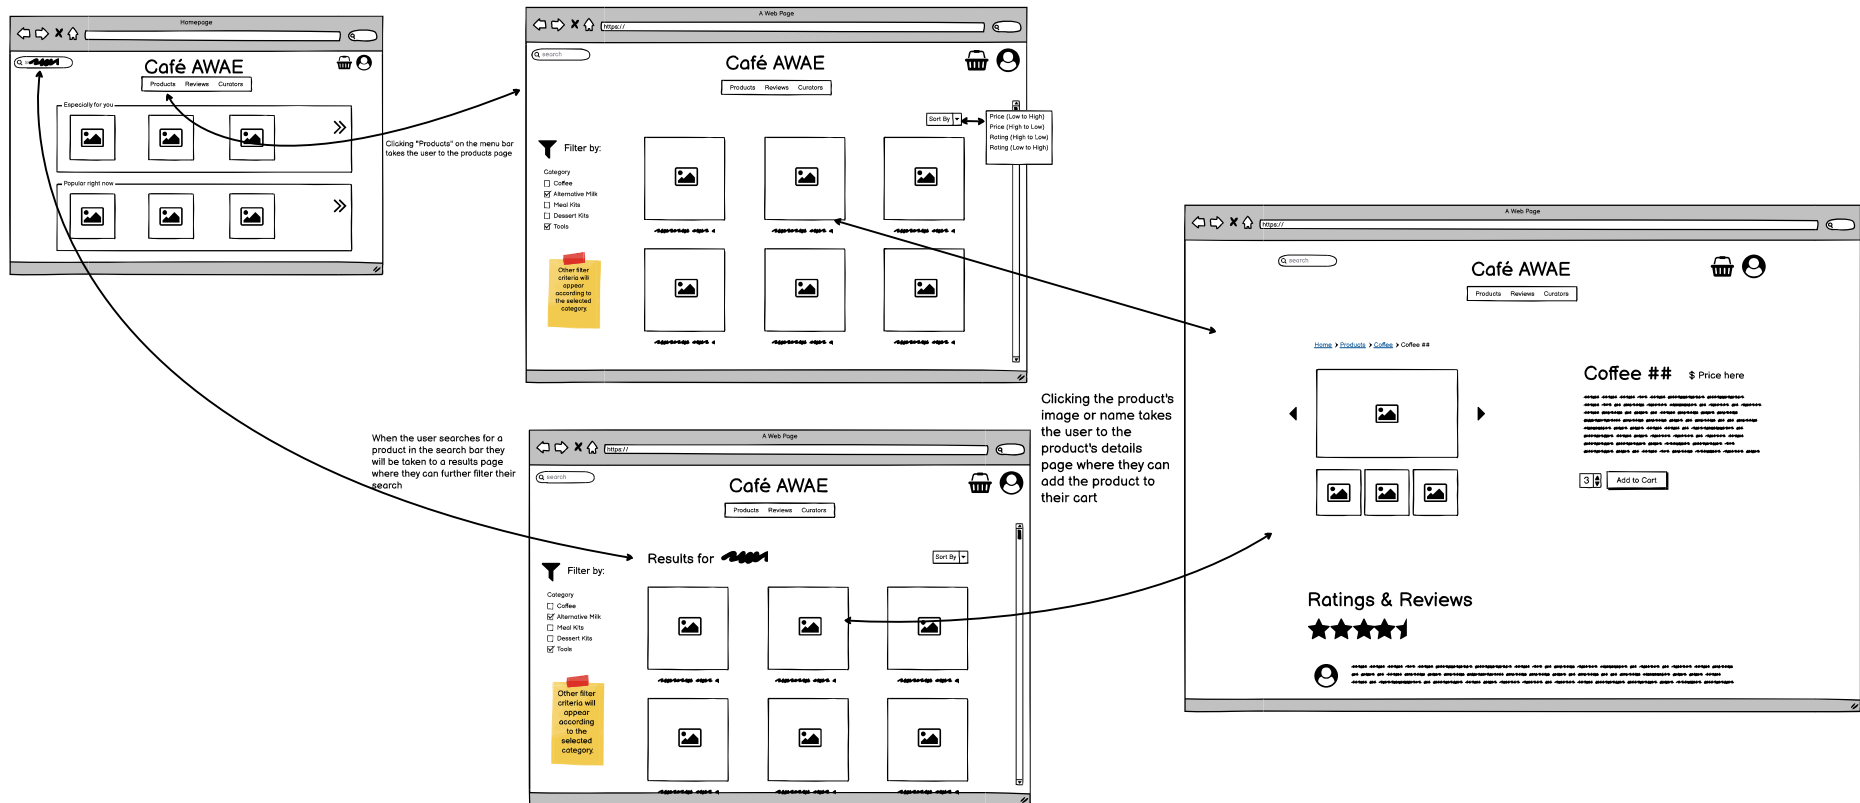 Homepage
Café AWAE
Products Reviews Curators
Especially for you
Popular right now
Clicking "Products" on the menu bar
takes the user to the products page
A Web Page
https://
search
Café AWAE
Products Reviews Curators
Sort By
Price (Low to High)
Price (High to Low)
Rating (High to Low)
Rating (Low to High)
Filter by:
Category
Coffee
Alternative Milk
Meal Kits
Dessert Kits
Tools
Other filter
criteria will
appear
according to
the selected
category.
When the user searches for a
product in the search bar they
will be taken to a results page
where they can further filter their
search
A Web Page
https://
search
Café AWAE
Products Reviews Curators
Results for
Sort By
Filter by:
Category
Coffee
Alternative Milk
Meal Kits
Dessert Kits
Tools
Other filter
criteria will
appear
according
to the
selected
category.
Clicking the product's
image or name takes
the user to the
product's details
page where they can
add the product to
their cart
A Web Page
https://
search
Café AWAE
Products Reviews Curators
Home > Products > Coffee > Coffee ##
Coffee ## $ Price here
3 Add to Cart
Ratings & Reviews